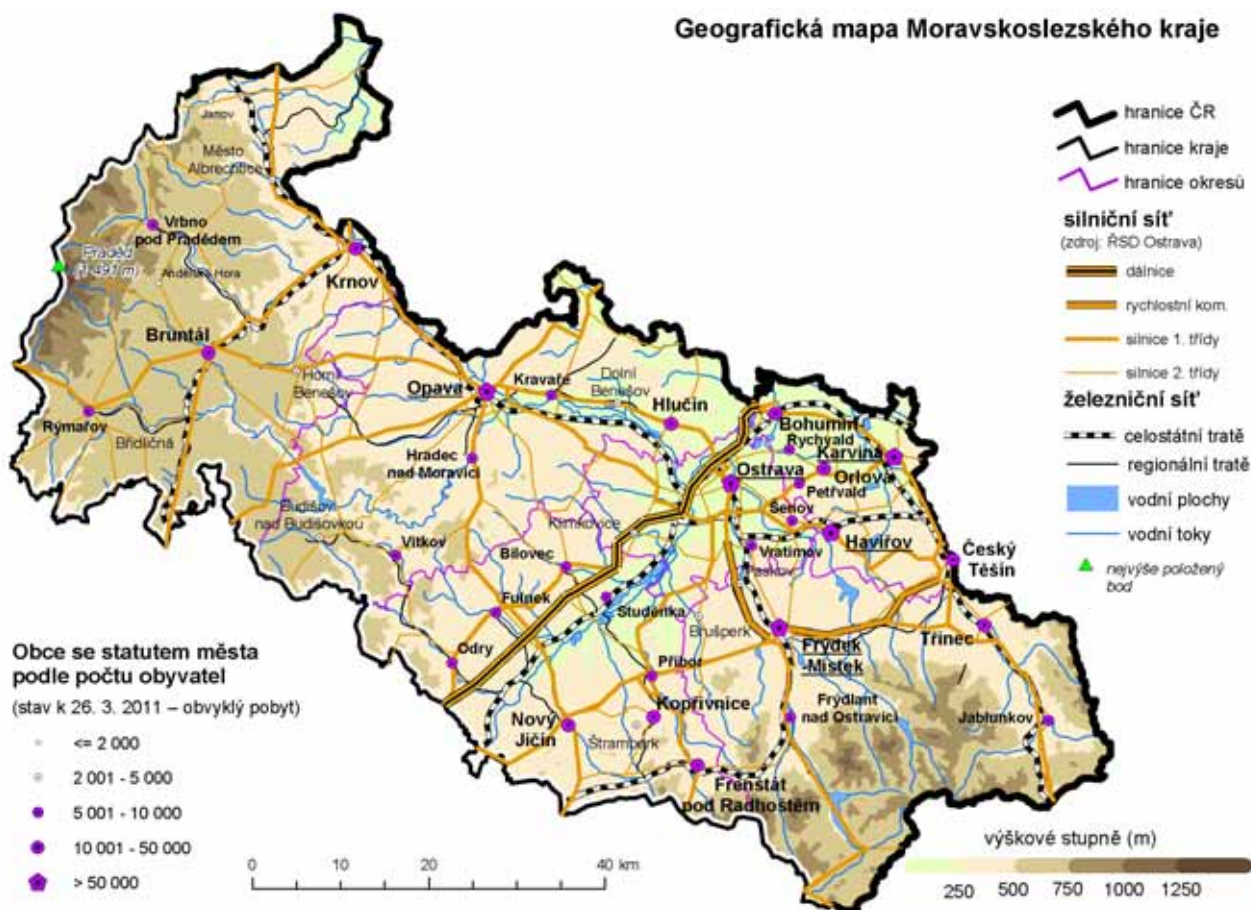 Geografická mapa Moravskoslezského kraje
hranice ČR
hranice kraje
hranice okresů
silniční síť
(zdroj: ŘSD Ostrava)
dálnice
rychlostní kom.
silnice 1. třídy
silnice 2. třídy
železniční síť
celostátní tratě
regionální tratě
vodní plochy
vodní toky
nejvýše položený
bod
Janov
Město
Albrechtice
Vrbno
pod Pradědem
Praděd
(1 491 m)
Andělská Hora
Krnov
Bruntál
Horní
Benešov
Opava
Kravaře
Dolní
Benešov
Hlučín
Bohumín
Rychvald
Karviná
Rýmařov
Břidličná
Hradec
nad Moravicí
Ostrava
Orlová
Petřvald
Šenov
Havířov
Budišov
nad Budišovkou
Klimkovice
Vítkov
Bílovec
Vratimov
Paskov
Český
Těšín
Fulnek
Studénka
Brušperk
Třinec
Odry
Příbor
Frýdek
-Místek
Nový
Jičín
Kopřivnice
Štramberk
Frýdlant
nad Ostravicí
Jablunkov
Frenštát
pod Radhoštěm
Obce se statutem města
podle počtu obyvatel
(stav k 26. 3. 2011 – obvyklý pobyt)
<= 2 000
2 001 - 5 000
5 001 - 10 000
10 001 - 50 000
> 50 000
0 10 20 40 km
výškové stupně (m)
250 500 750 1000 1250